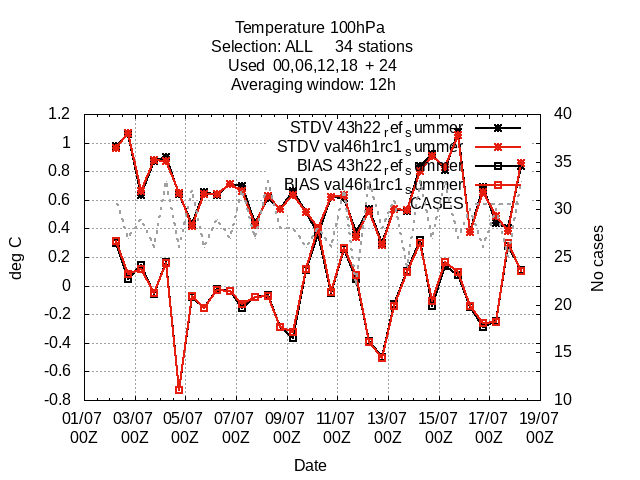 Temperature 100hPa
Selection: ALL 34 stations
Used 00,06,12,18 + 24
Averaging window: 12h
1.2
1
0.8
0.6
0.4
0.2
0
-0.2
-0.4
-0.6
-0.8
deg C
40
35
30
25
20
15
10
No cases
STDV 43h22_ref_summer
STDV val46h1rc1_summer
BIAS 43h22_ref_summer
BIAS val46h1rc1_summer
CASES
01/07 03/07 05/07 07/07 09/07 11/07 13/07 15/07 17/07 19/07
00Z 00Z 00Z 00Z 00Z 00Z 00Z 00Z 00Z 00Z
Date